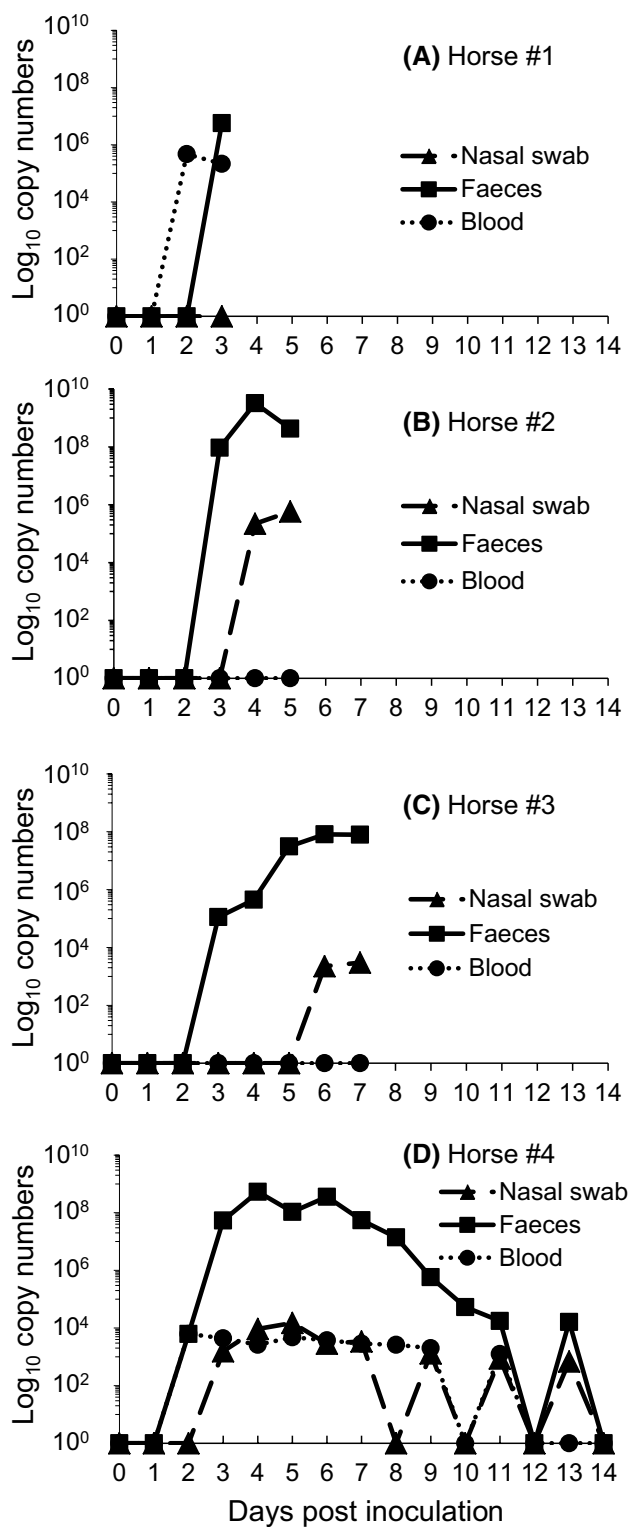 (A) Horse #1
Log₁₀ copy numbers
10¹⁰
10⁸
10⁶
10⁴
10²
10⁰
Nasal swab
Faeces
Blood
0 1 2 3 4 5 6 7 8 9 10 11 12 13 14
(B) Horse #2
Log₁₀ copy numbers
10¹⁰
10⁸
10⁶
10⁴
10²
10⁰
Nasal swab
Faeces
Blood
0 1 2 3 4 5 6 7 8 9 10 11 12 13 14
(C) Horse #3
Log₁₀ copy numbers
10¹⁰
10⁸
10⁶
10⁴
10²
10⁰
Nasal swab
Faeces
Blood
0 1 2 3 4 5 6 7 8 9 10 11 12 13 14
(D) Horse #4
Log₁₀ copy numbers
10¹⁰
10⁸
10⁶
10⁴
10²
10⁰
Nasal swab
Faeces
Blood
0 1 2 3 4 5 6 7 8 9 10 11 12 13 14
Days post inoculation